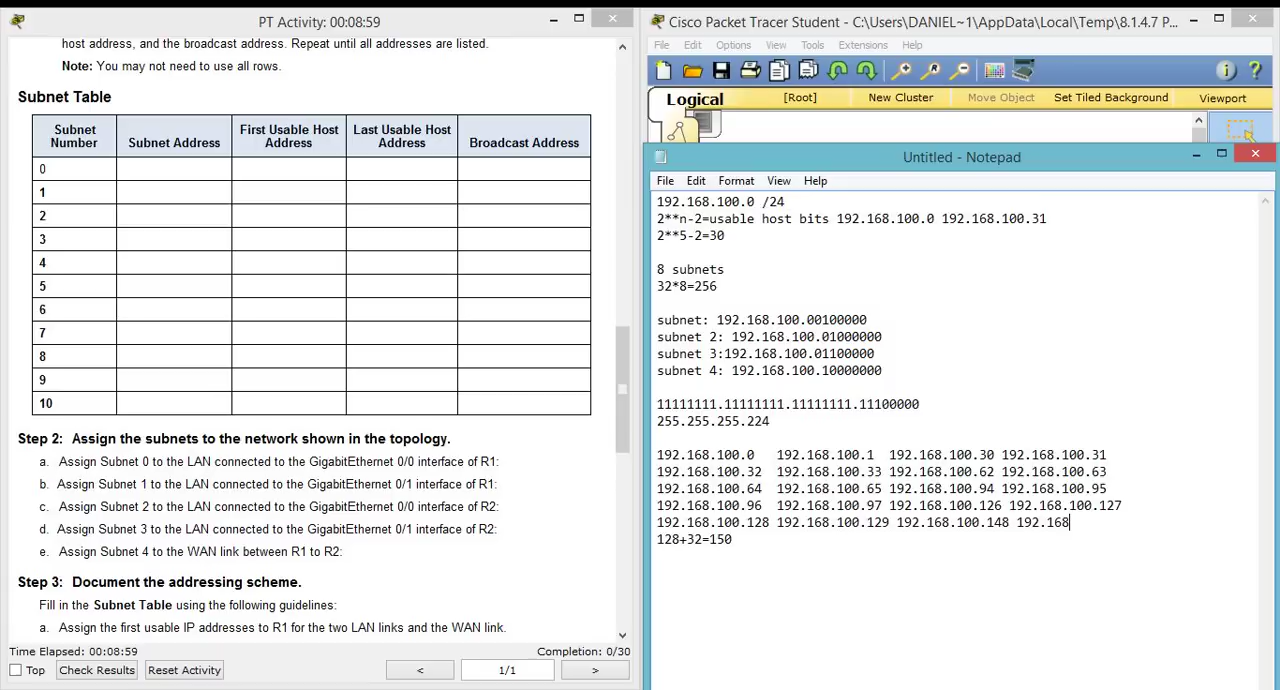 PT Activity: 00:08:59
host address, and the broadcast address. Repeat until all addresses are listed.
Note: You may not need to use all rows.
Subnet Table
Subnet Number Subnet Address First Usable Host Address Last Usable Host Address Broadcast Address
0
1
2
3
4
5
6
7
8
9
10
Step 2: Assign the subnets to the network shown in the topology.
a. Assign Subnet 0 to the LAN connected to the GigabitEthernet 0/0 interface of R1:
b. Assign Subnet 1 to the LAN connected to the GigabitEthernet 0/1 interface of R1:
c. Assign Subnet 2 to the LAN connected to the GigabitEthernet 0/0 interface of R2:
d. Assign Subnet 3 to the LAN connected to the GigabitEthernet 0/1 interface of R2:
e. Assign Subnet 4 to the WAN link between R1 to R2:
Step 3: Document the addressing scheme.
Fill in the Subnet Table using the following guidelines:
a. Assign the first usable IP addresses to R1 for the two LAN links and the WAN link.
Time Elapsed: 00:08:59 Completion: 0/30
Top Check Results Reset Activity < 1/1 >
Cisco Packet Tracer Student - C:\Users\DANIEL~1\AppData\Local\Temp\8.1.4.7 P...
File Edit Options View Tools Extensions Help
Logical [Root] New Cluster Move Object Set Tiled Background Viewport
Untitled - Notepad
File Edit Format View Help
192.168.100.0 /24
2**n-2=usable host bits 192.168.100.0 192.168.100.31
2**5-2=30
8 subnets
32*8=256
subnet: 192.168.100.00100000
subnet 2: 192.168.100.01000000
subnet 3:192.168.100.01100000
subnet 4: 192.168.100.10000000
11111111.11111111.11111111.11100000
255.255.255.224
192.168.100.0 192.168.100.1 192.168.100.30 192.168.100.31
192.168.100.32 192.168.100.33 192.168.100.62 192.168.100.63
192.168.100.64 192.168.100.65 192.168.100.94 192.168.100.95
192.168.100.96 192.168.100.97 192.168.100.126 192.168.100.127
192.168.100.128 192.168.100.129 192.168.100.148 192.168
128+32=150